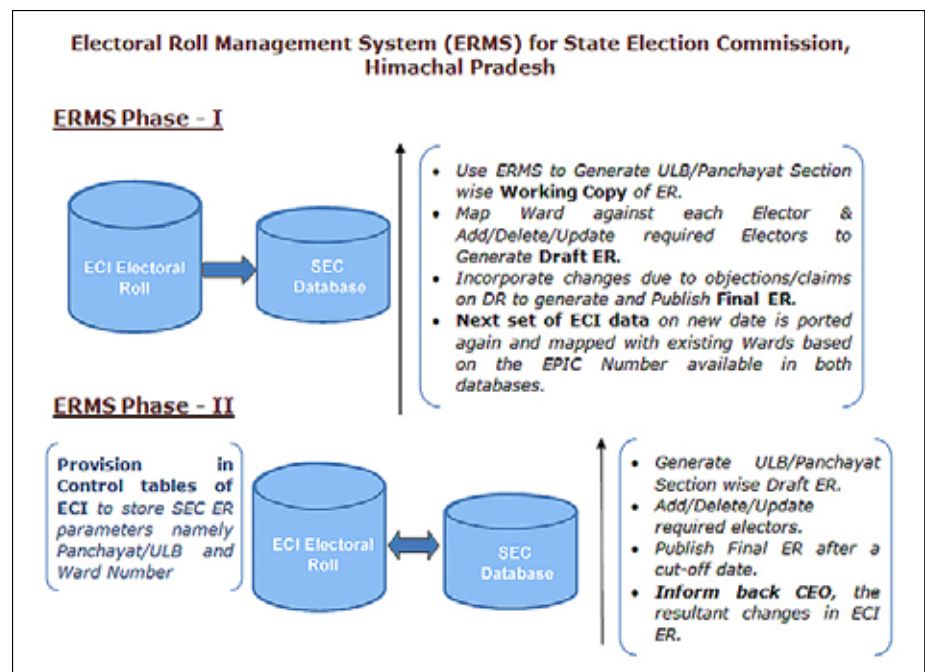 Electoral Roll Management System (ERMS) for State Election Commission,
Himachal Pradesh
ERMS Phase - I
ECI Electoral
Roll
SEC
Database
• Use ERMS to Generate ULB/Panchayat Section
wise Working Copy of ER.
• Map Ward against each Elector &
Add/Delete/Update required Electors to
Generate Draft ER.
• Incorporate changes due to objections/claims
on DR to generate and Publish Final ER.
• Next set of ECI data on new date is ported
again and mapped with existing Wards based
on the EPIC Number available in both
databases.
ERMS Phase - II
Provision in
Control tables of
ECI to store SEC ER
parameters namely
Panchayat/ULB and
Ward Number
ECI Electoral
Roll
SEC
Database
• Generate ULB/Panchayat
Section wise Draft ER.
• Add/Delete/Update
required electors.
• Publish Final ER after a
cut-off date.
• Inform back CEO, the
resultant changes in ECI
ER.